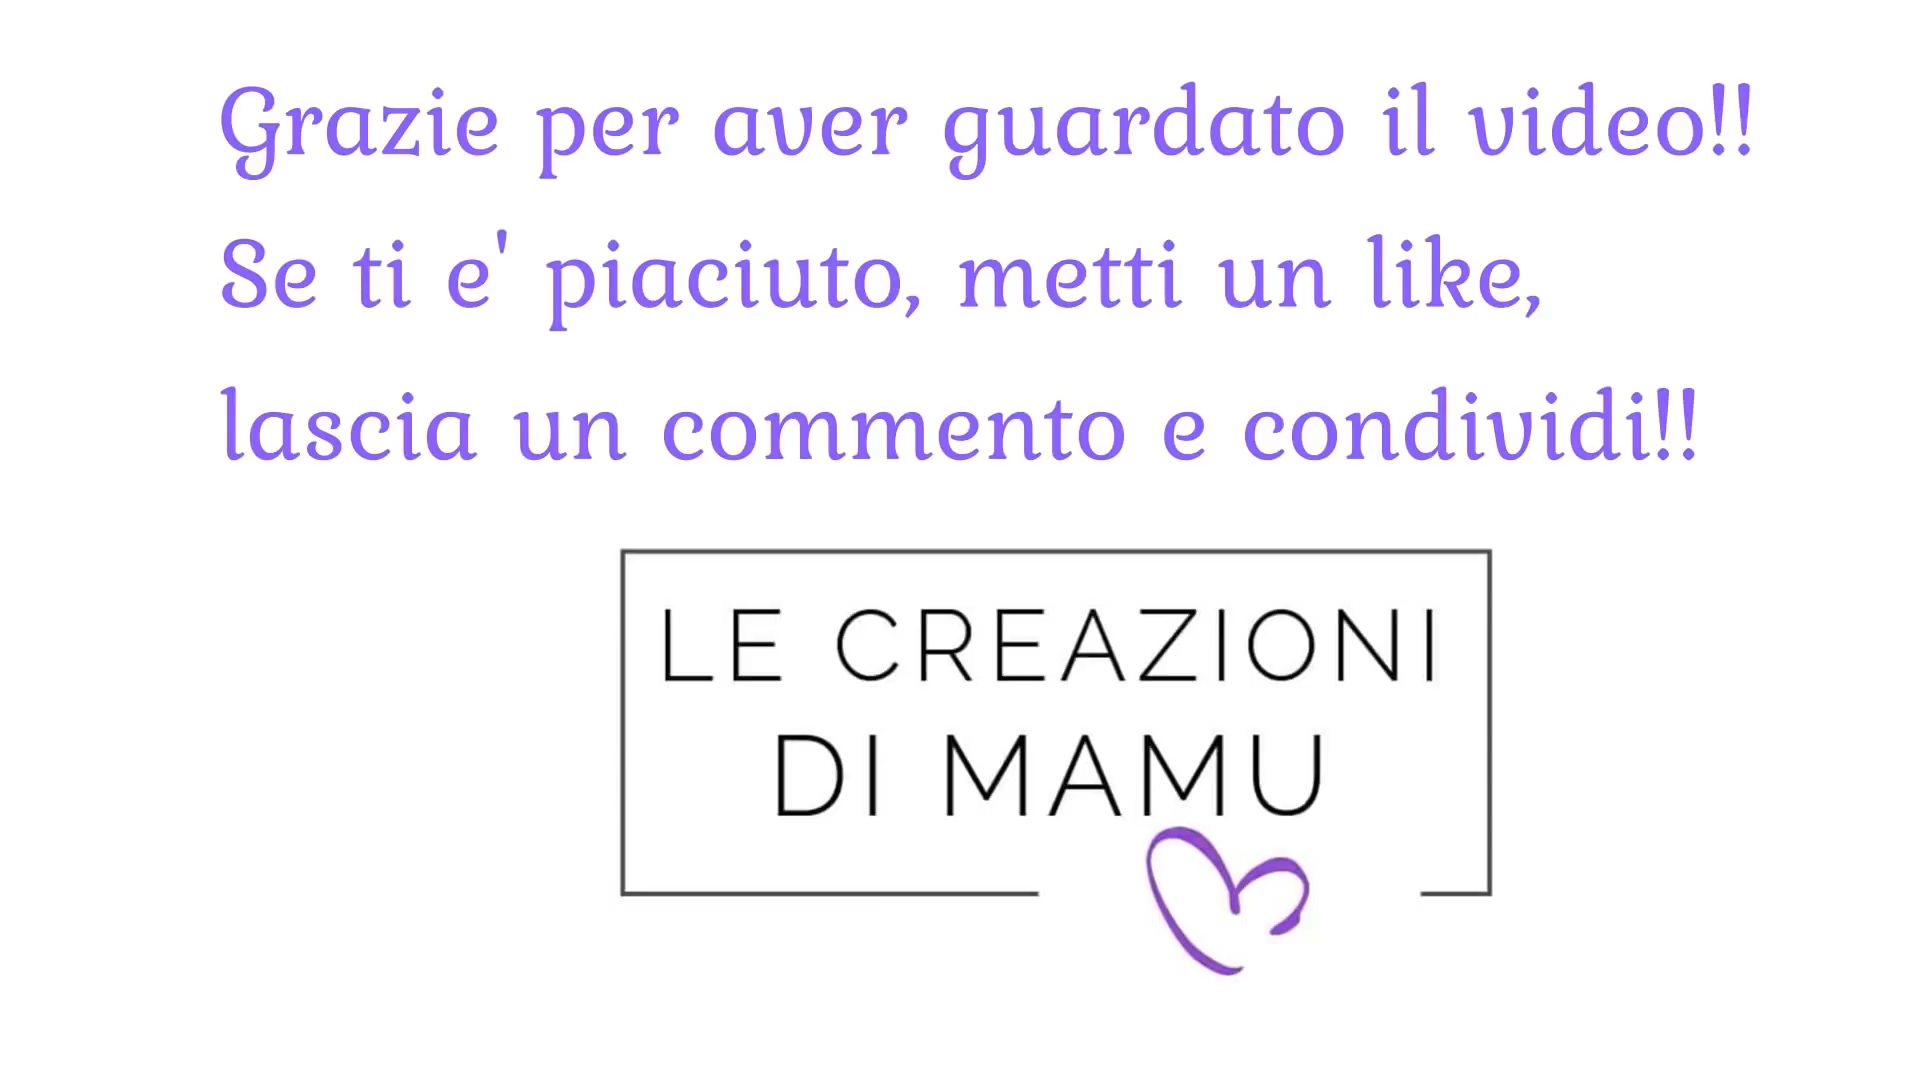 Grazie per aver guardato il video!!
Se ti e' piaciuto, metti un like,
lascia un commento e condividi!!
LE CREAZIONI
DI MAMU